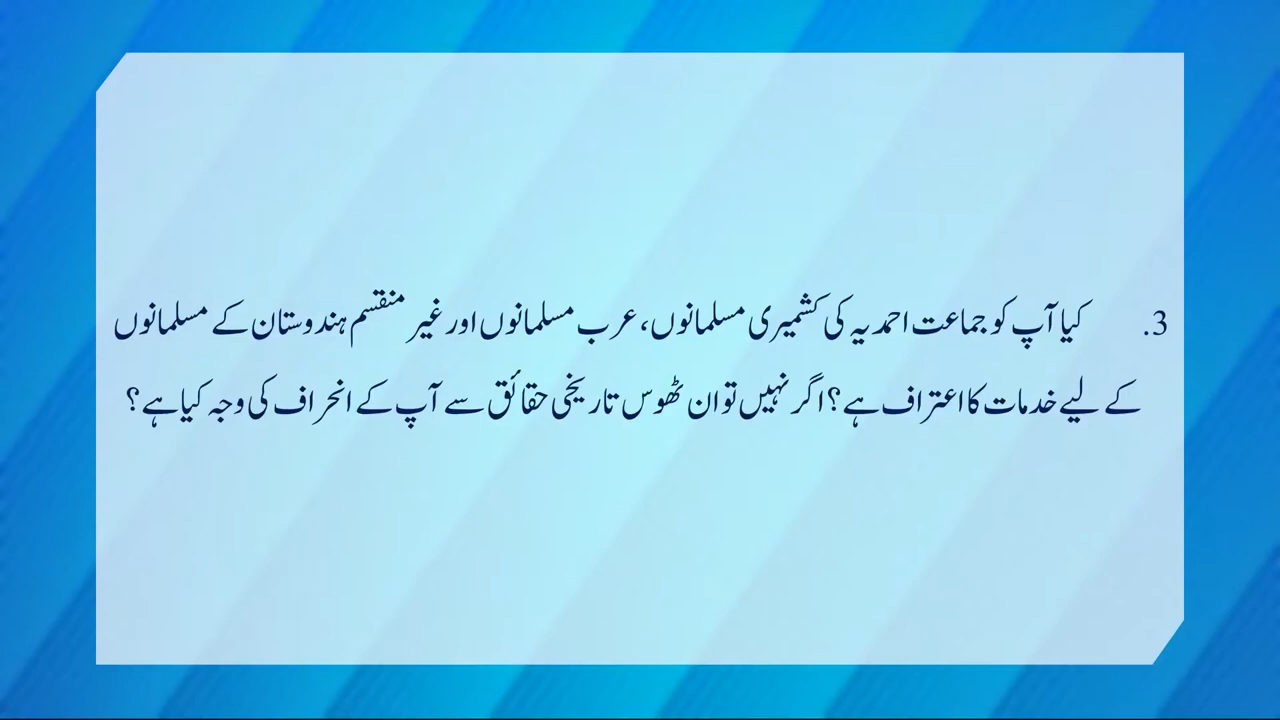 3. کیا آپ کو جماعت احمدیہ کی کشمیری مسلمانوں، عرب مسلمانوں اور غیر منقسم ہندوستان کے مسلمانوں
کے لیے خدمات کا اعتراف ہے؟ اگر نہیں تو ان ٹھوس تاریخی حقائق سے آپ کے انحراف کی وجہ کیا ہے؟